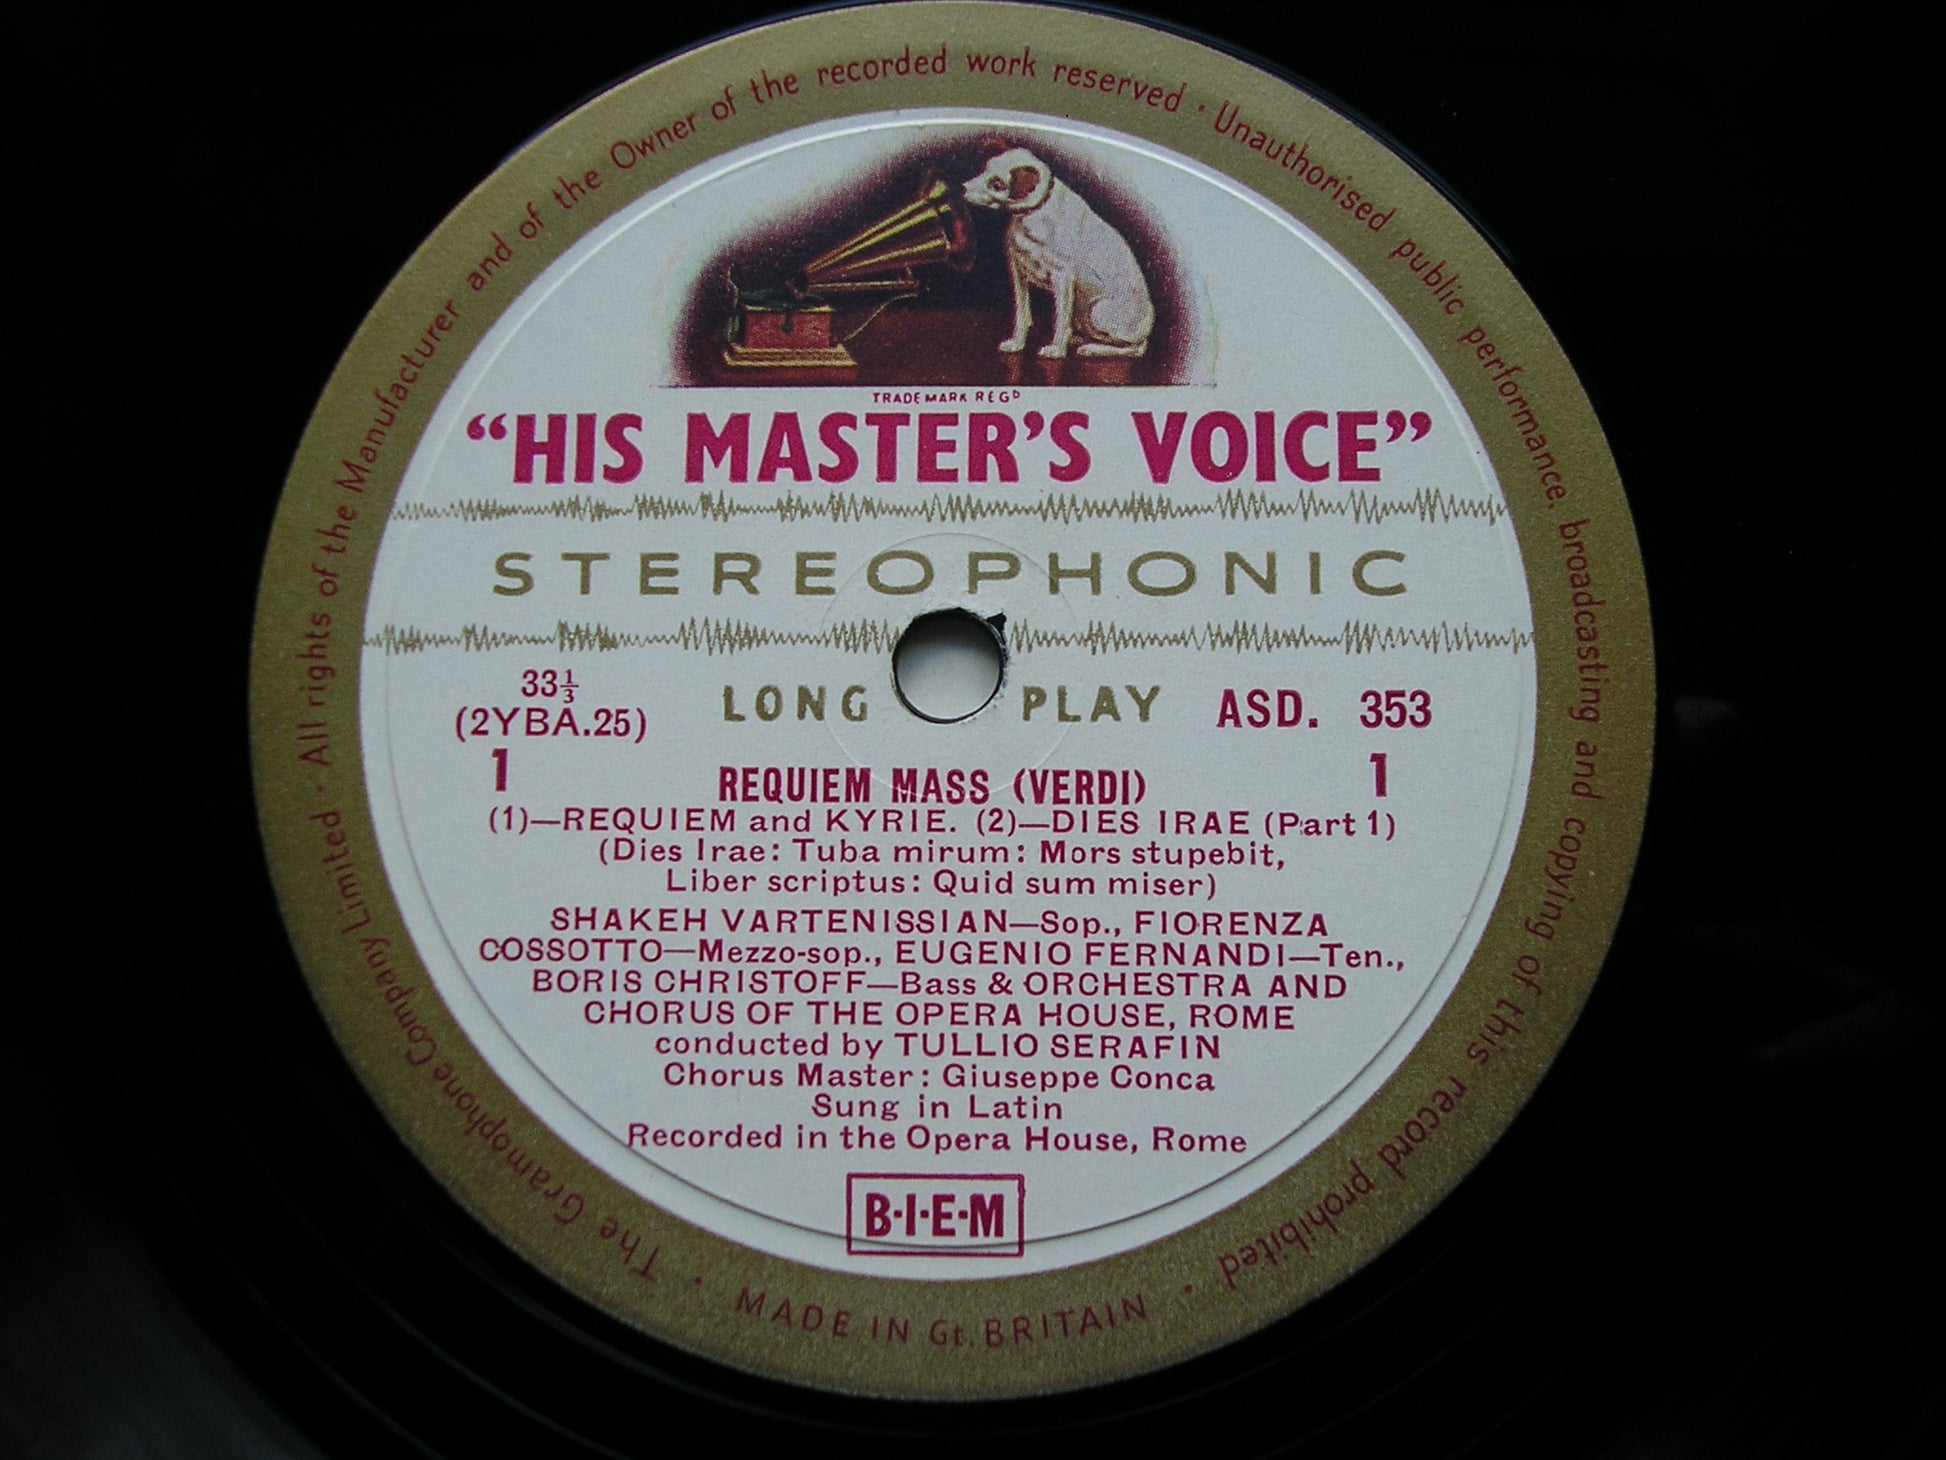 The Gramophone Company Limited · All rights of the Manufacturer and of the Owner of the recorded work reserved · Unauthorised public performance, broadcasting and copying of this record prohibited ·
TRADE MARK REGD
“HIS MASTER'S VOICE”
STEREOPHONIC
33⅓
(2YBA.25)
LONG PLAY
ASD. 353
1 1
REQUIEM MASS (VERDI)
(1)—REQUIEM and KYRIE. (2)—DIES IRAE (Part 1)
(Dies Irae: Tuba mirum: Mors stupebit,
Liber scriptus: Quid sum miser)
SHAKEH VARTENISSIAN—Sop., FIORENZA
COSSOTTO—Mezzo-sop., EUGENIO FERNANDI—Ten.,
BORIS CHRISTOFF—Bass & ORCHESTRA AND
CHORUS OF THE OPERA HOUSE, ROME
conducted by TULLIO SERAFIN
Chorus Master: Giuseppe Conca
Sung in Latin
Recorded in the Opera House, Rome
B·I·E·M
· MADE IN Gt. BRITAIN